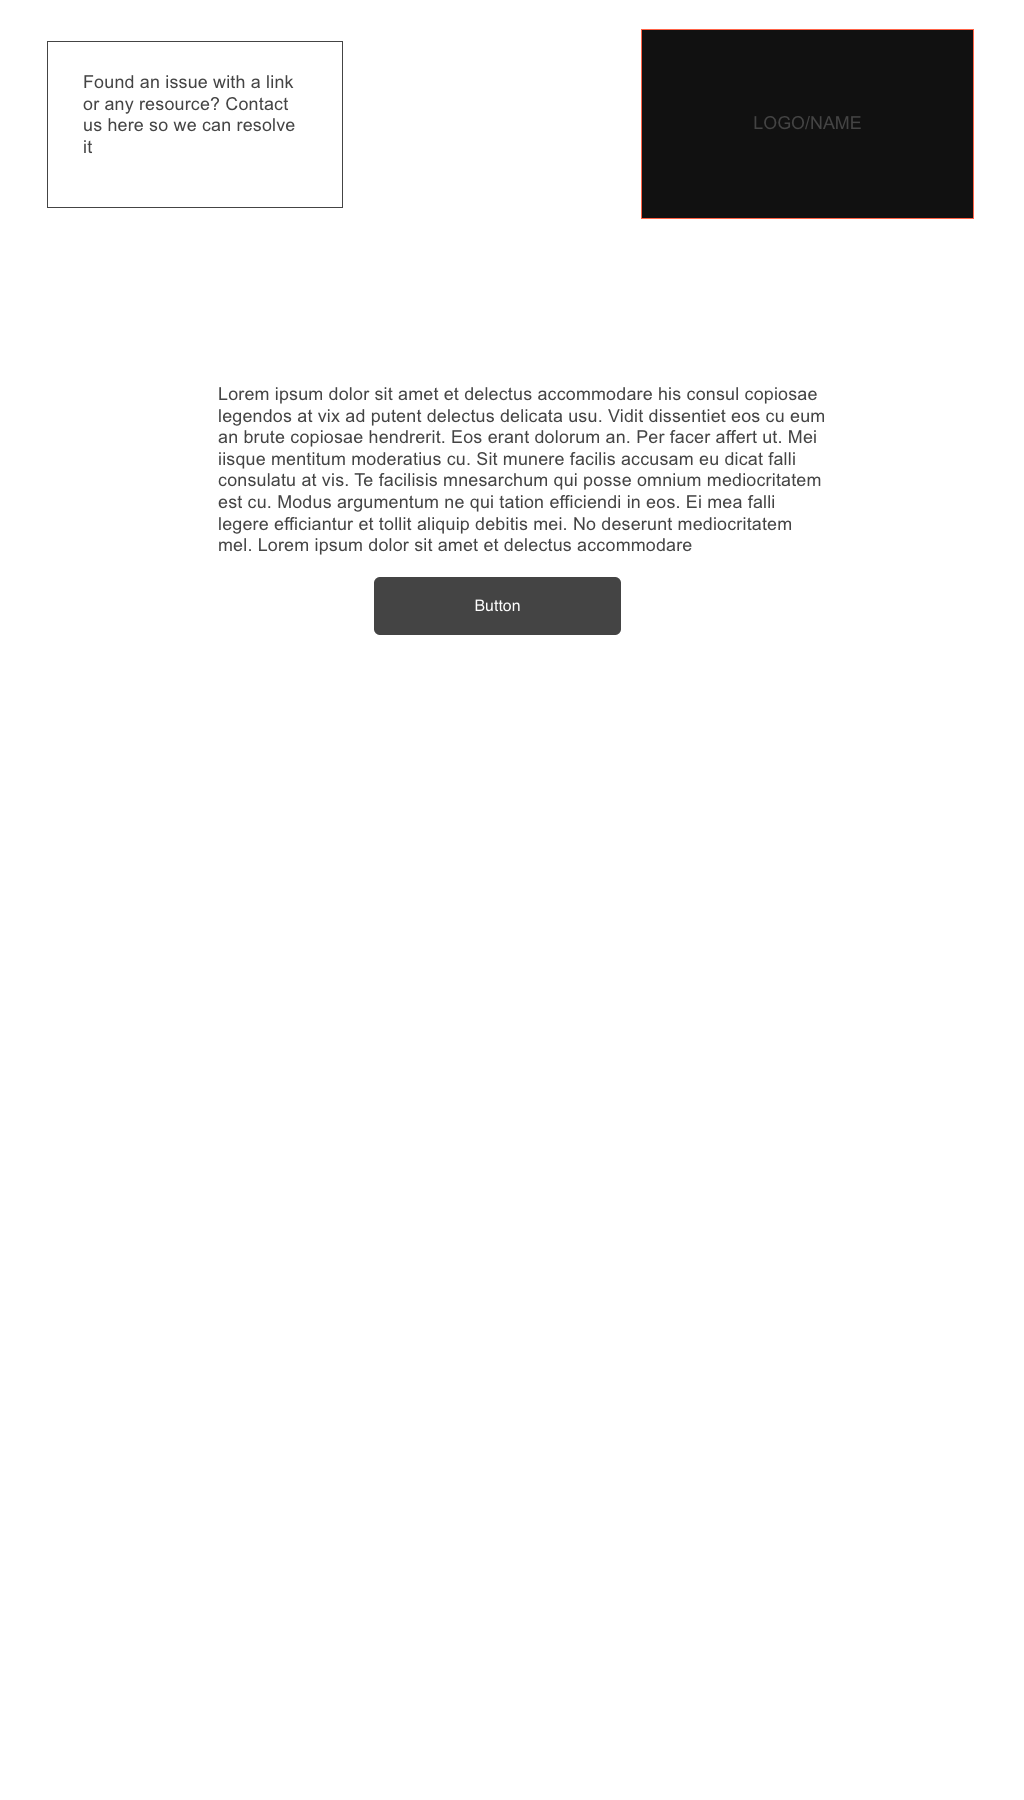 Found an issue with a link
or any resource? Contact
us here so we can resolve
it
LOGO/NAME
Lorem ipsum dolor sit amet et delectus accommodare his consul copiosae
legendos at vix ad putent delectus delicata usu. Vidit dissentiet eos cu eum
an brute copiosae hendrerit. Eos erant dolorum an. Per facer affert ut. Mei
iisque mentitum moderatius cu. Sit munere facilis accusam eu dicat falli
consulatu at vis. Te facilisis mnesarchum qui posse omnium mediocritatem
est cu. Modus argumentum ne qui tation efficiendi in eos. Ei mea falli
legere efficiantur et tollit aliquip debitis mei. No deserunt mediocritatem
mel. Lorem ipsum dolor sit amet et delectus accommodare
Button